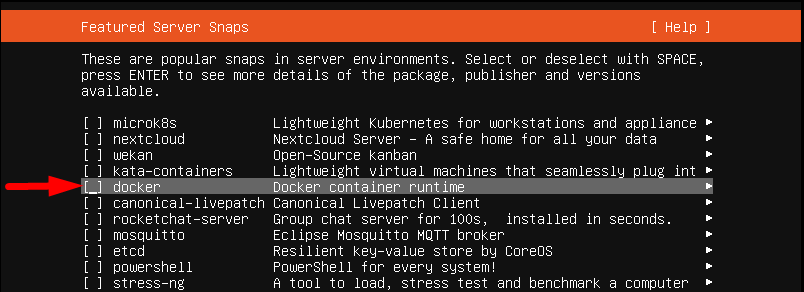 Featured Server Snaps [ Help ]
These are popular snaps in server environments. Select or deselect with SPACE,
press ENTER to see more details of the package, publisher and versions
available.
[ ] microk8s Lightweight Kubernetes for workstations and appliance ▸
[ ] nextcloud Nextcloud Server - A safe home for all your data ▸
[ ] wekan Open-Source kanban ▸
[ ] kata-containers Lightweight virtual machines that seamlessly plug int ▸
[_] docker Docker container runtime ▸
[ ] canonical-livepatch Canonical Livepatch Client ▸
[ ] rocketchat-server Group chat server for 100s, installed in seconds. ▸
[ ] mosquitto Eclipse Mosquitto MQTT broker ▸
[ ] etcd Resilient key-value store by CoreOS ▸
[ ] powershell PowerShell for every system! ▸
[ ] stress-ng A tool to load, stress test and benchmark a computer ▸